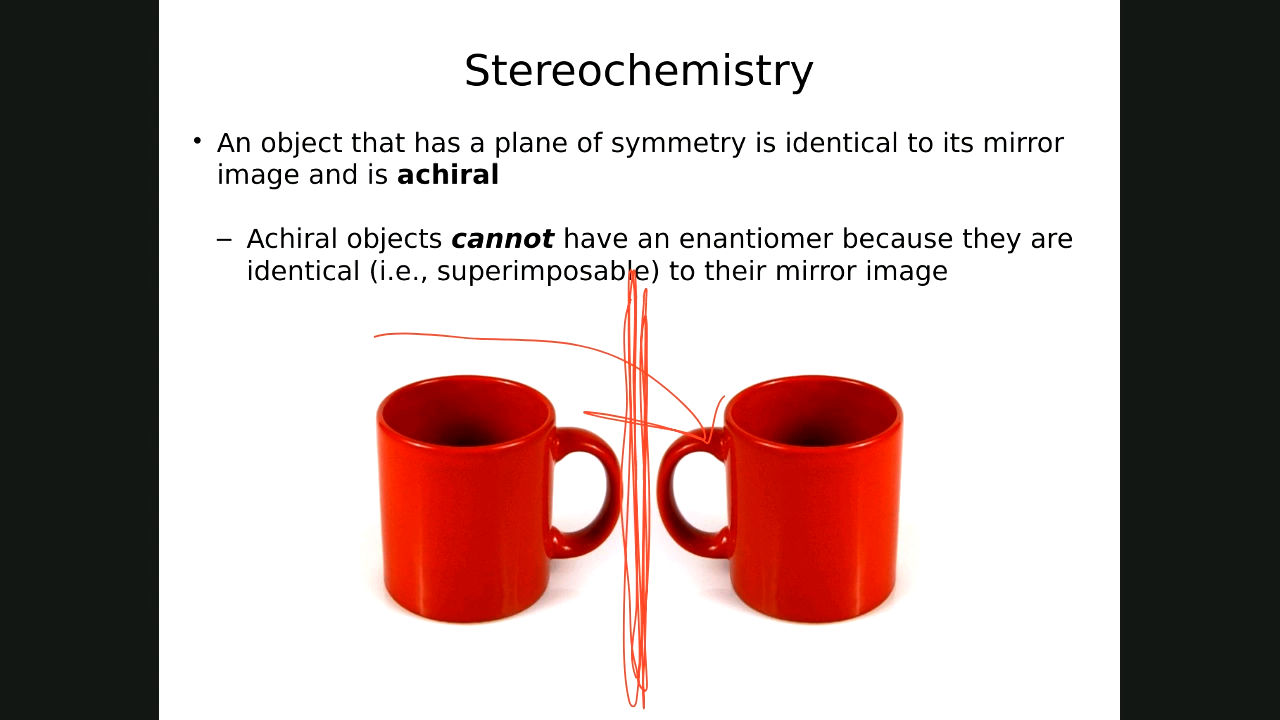 Stereochemistry
• An object that has a plane of symmetry is identical to its mirror
image and is achiral
– Achiral objects cannot have an enantiomer because they are
identical (i.e., superimposable) to their mirror image